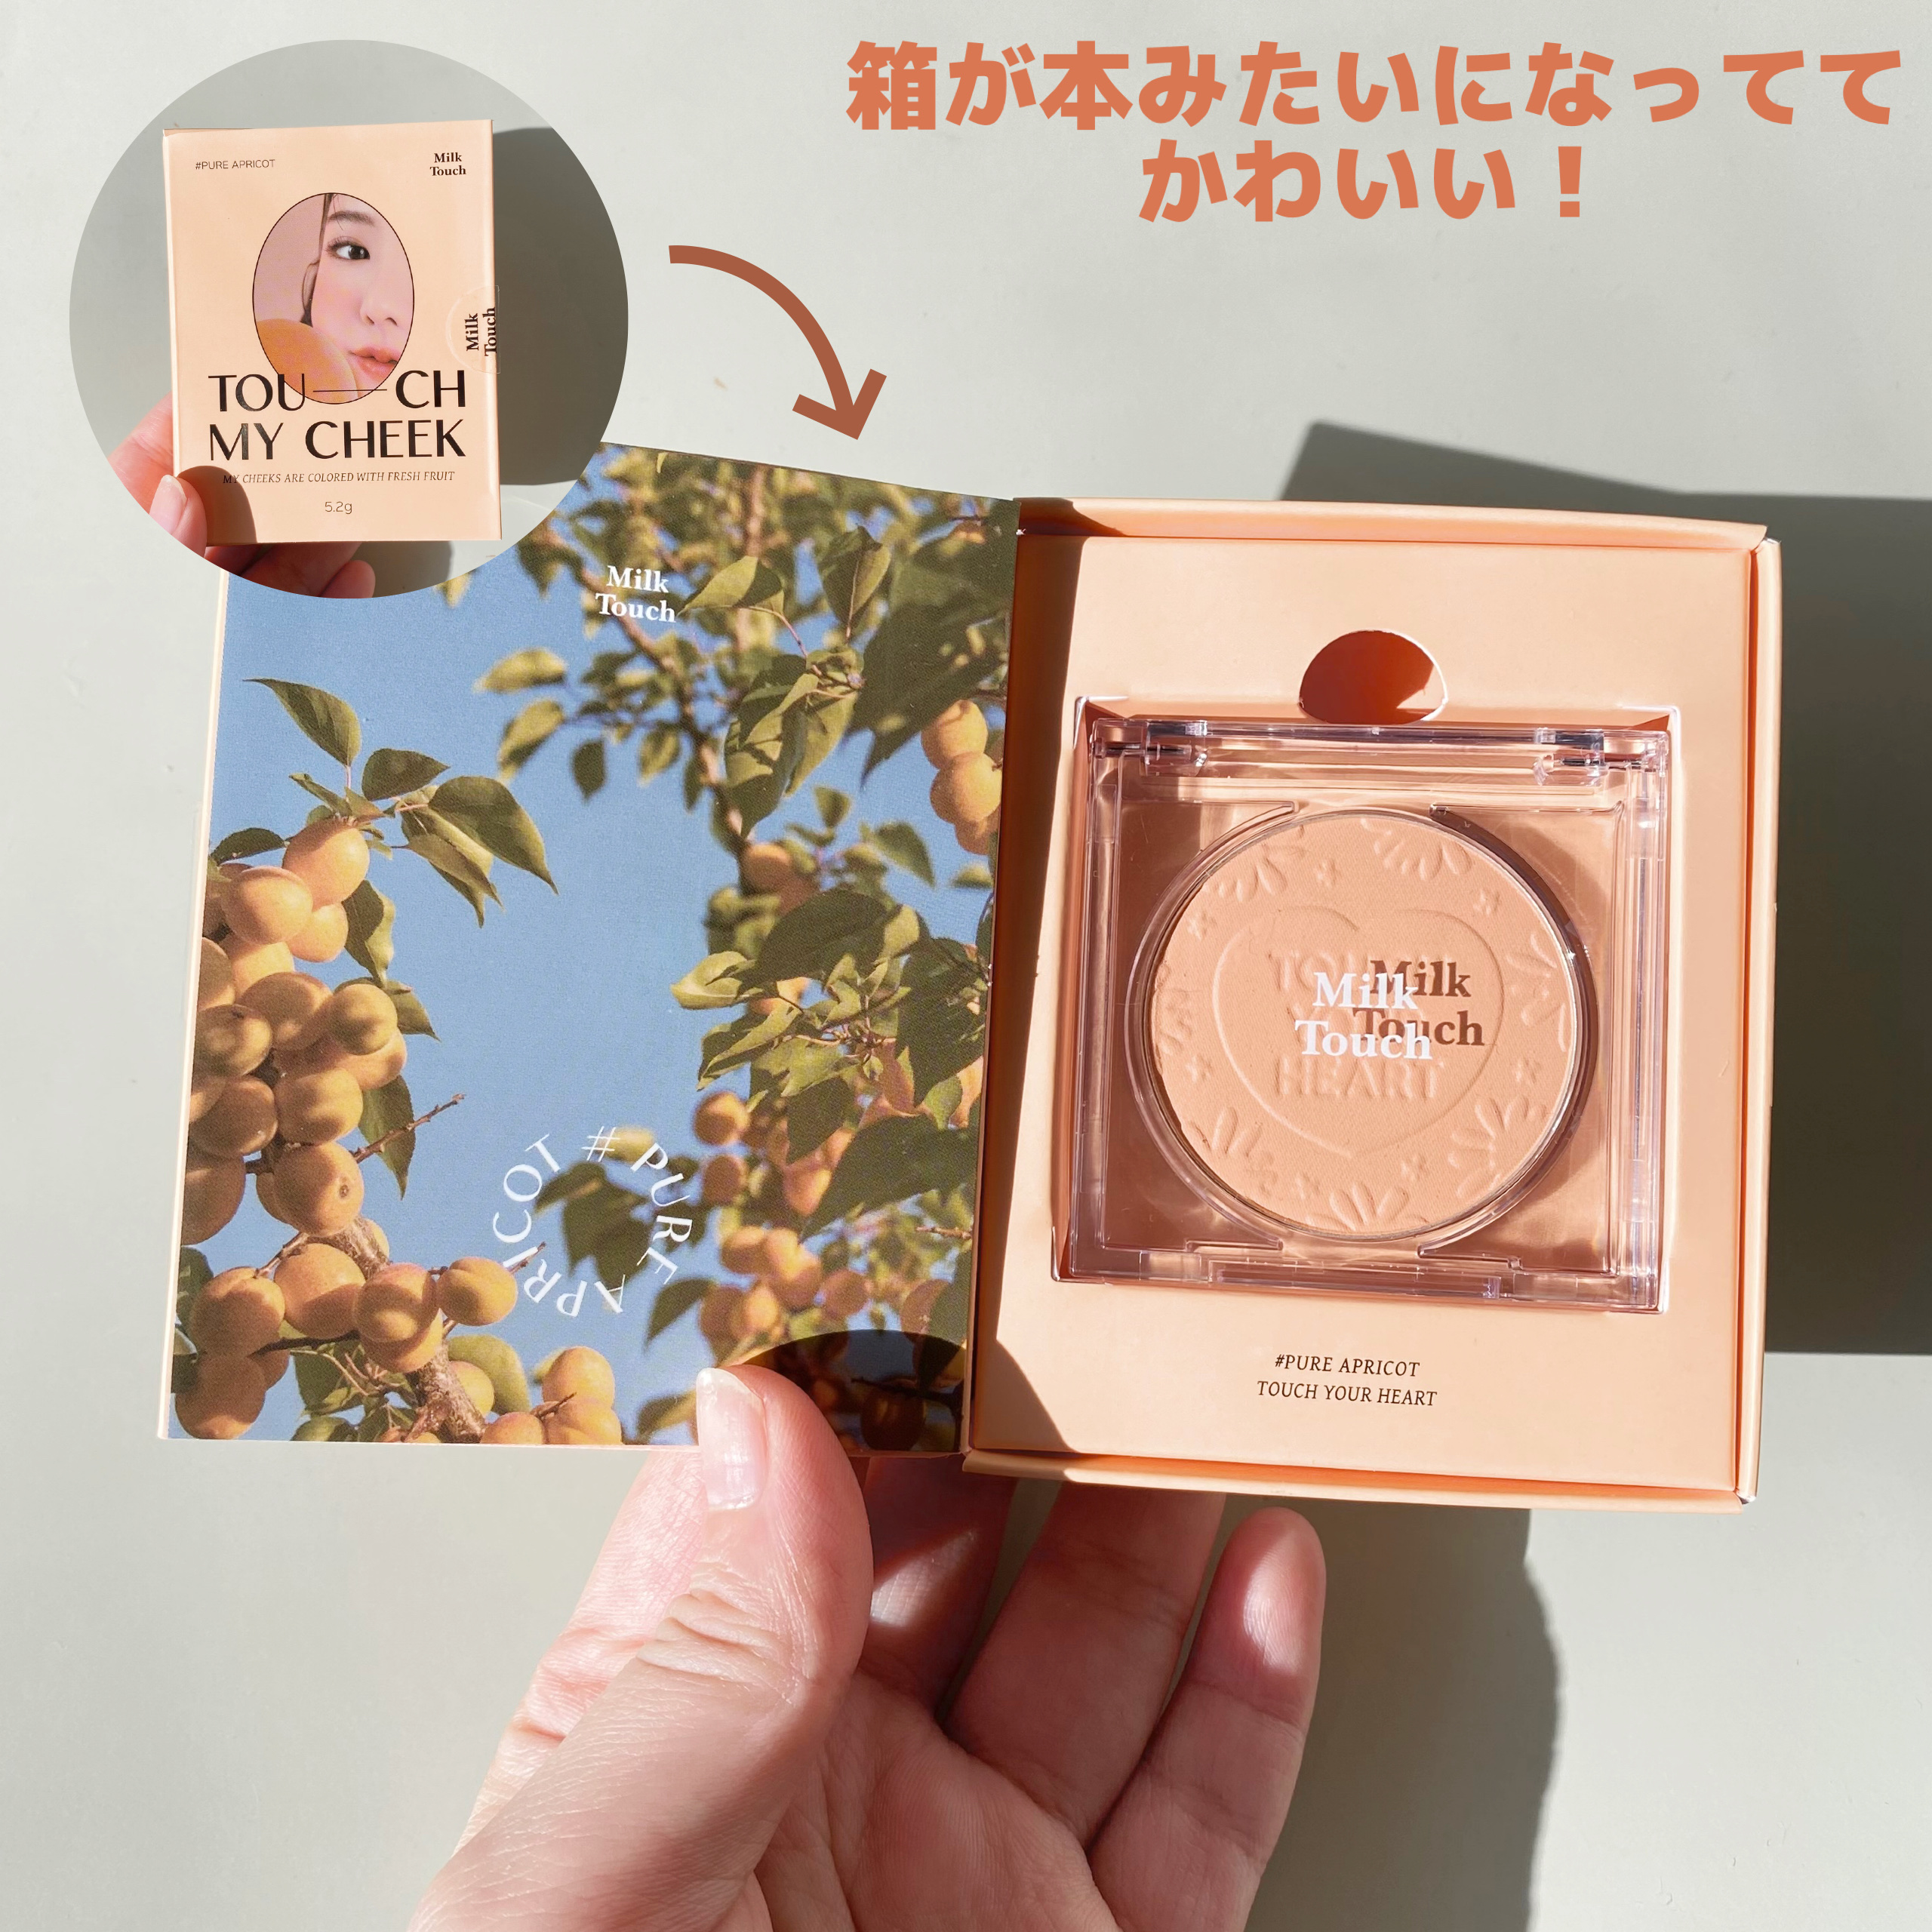 箱が本みたいになってて
かわいい！
#PURE APRICOT
Milk
Touch
Milk
Touch
TOU — CH
MY CHEEK
MY CHEEKS ARE COLORED WITH FRESH FRUIT
5.2g
Milk
Touch
# PURE APRICOT
Milk
Touch
HEART
#PURE APRICOT
TOUCH YOUR HEART